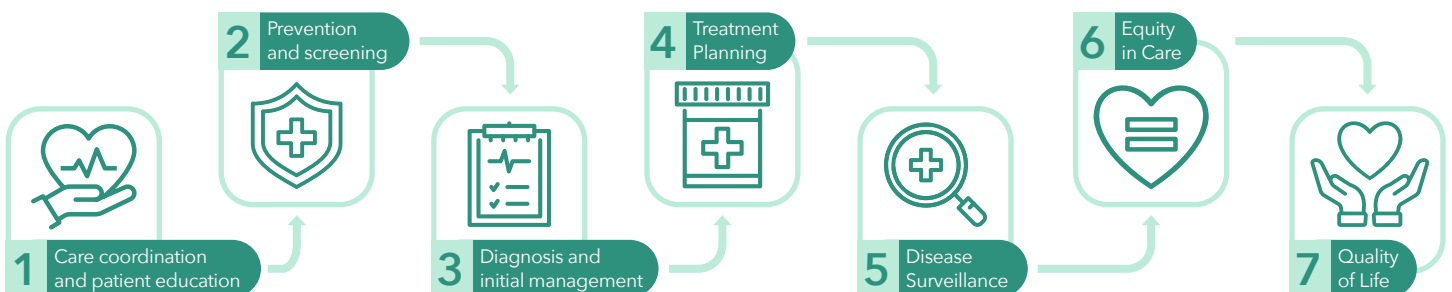 1
Care coordination
and patient education
2
Prevention
and screening
3
Diagnosis and
initial management
4
Treatment
Planning
5
Disease
Surveillance
6
Equity
in Care
7
Quality
of Life